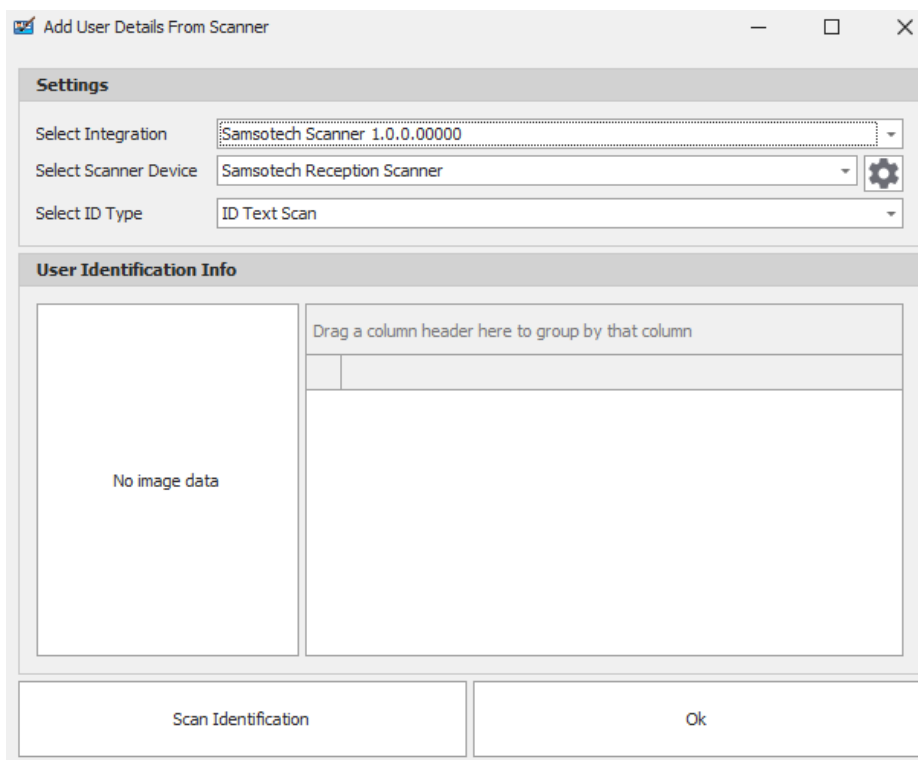 Add User Details From Scanner
Settings
Select Integration Samsotech Scanner 1.0.0.00000
Select Scanner Device Samsotech Reception Scanner
Select ID Type ID Text Scan
User Identification Info
Drag a column header here to group by that column
No image data
Scan Identification Ok